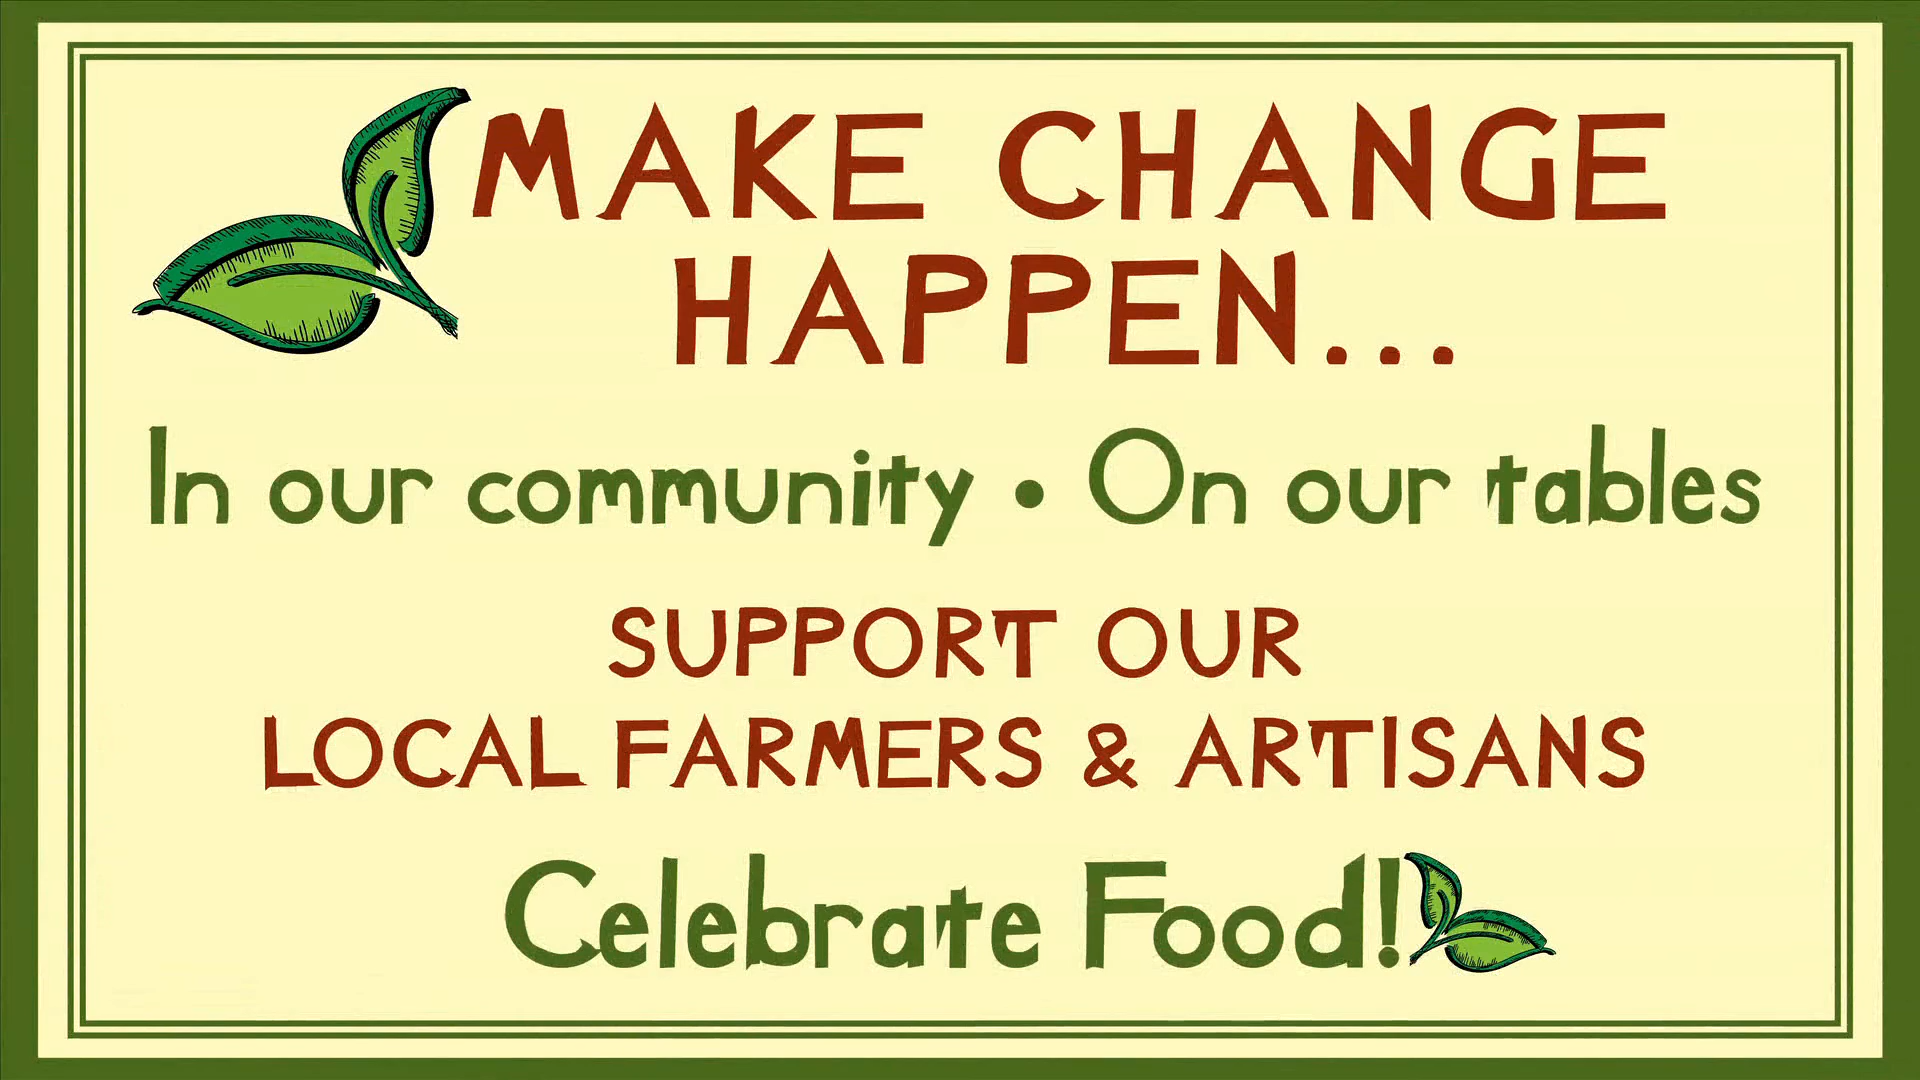 MAKE CHANGE
HAPPEN...
In our community • On our tables
SUPPORT OUR
LOCAL FARMERS & ARTISANS
Celebrate Food!